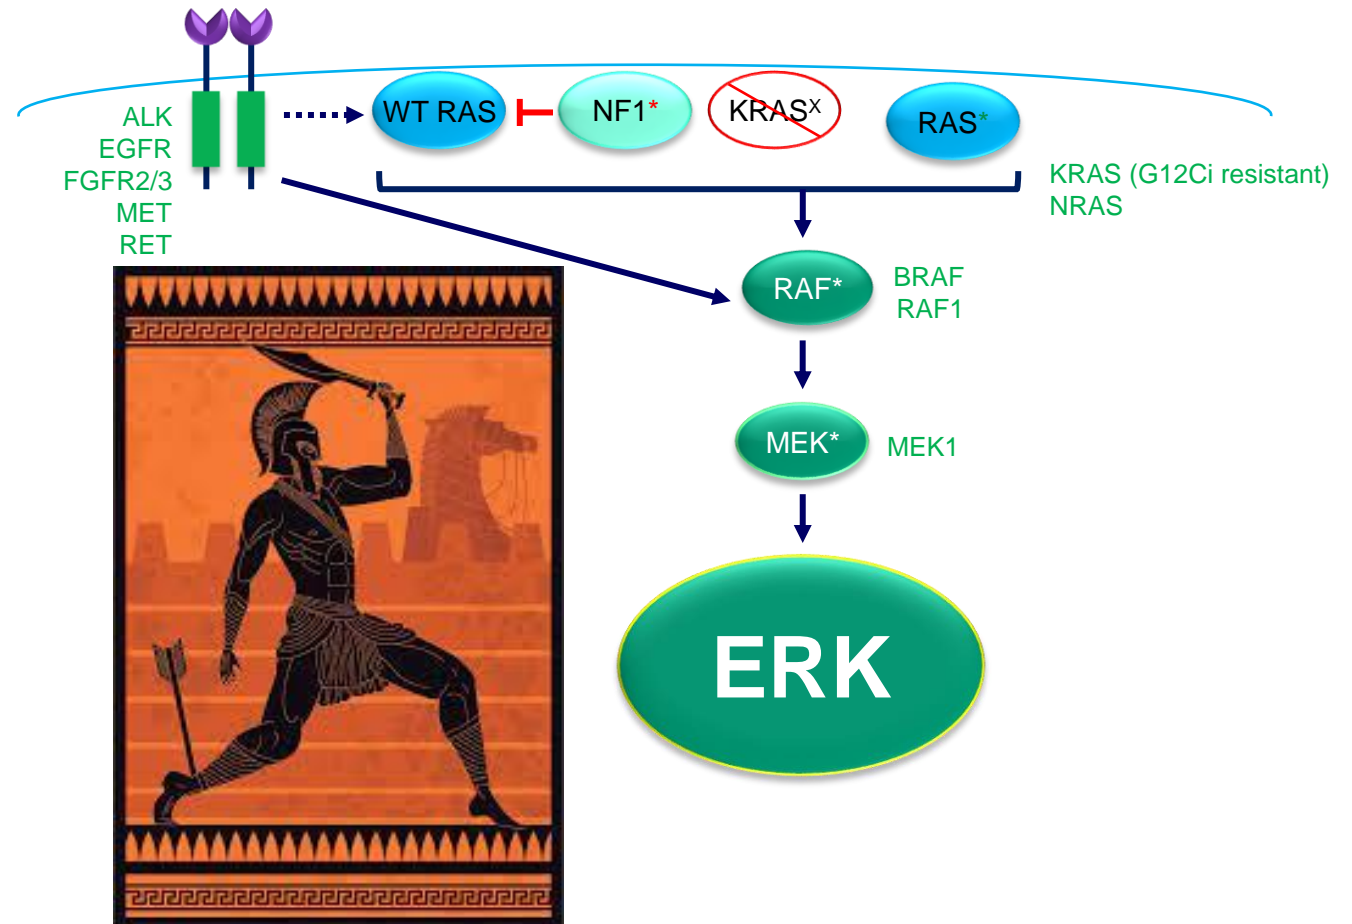 ALK
EGFR
FGFR2/3
MET
RET
WT RAS
NF1*
KRASˣ
RAS*
KRAS (G12Ci resistant)
NRAS
RAF*
BRAF
RAF1
MEK*
MEK1
ERK